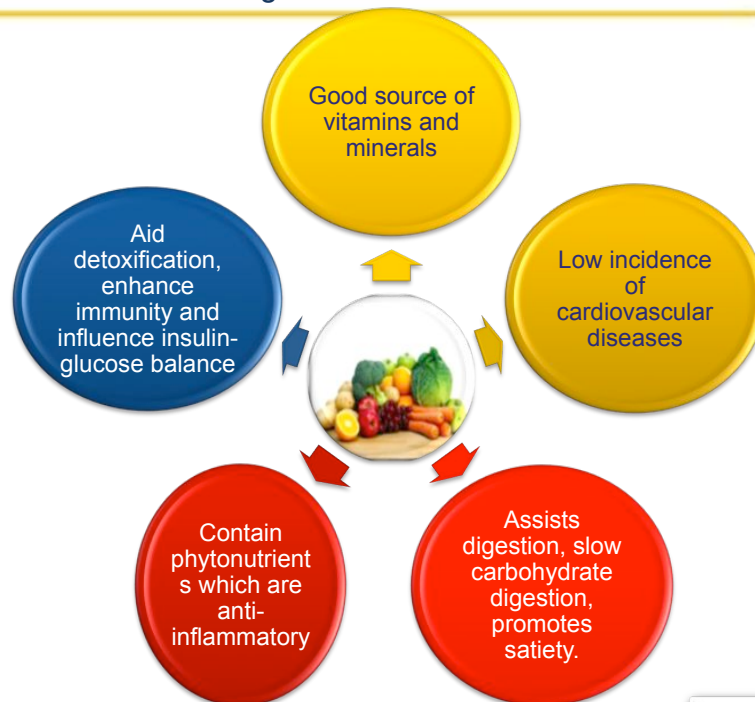 Good source of
vitamins and
minerals
Aid
detoxification,
enhance
immunity and
influence insulin-
glucose balance
Low incidence
of
cardiovascular
diseases
Contain
phytonutrient
s which are
anti-
inflammatory
Assists
digestion, slow
carbohydrate
digestion,
promotes
satiety.